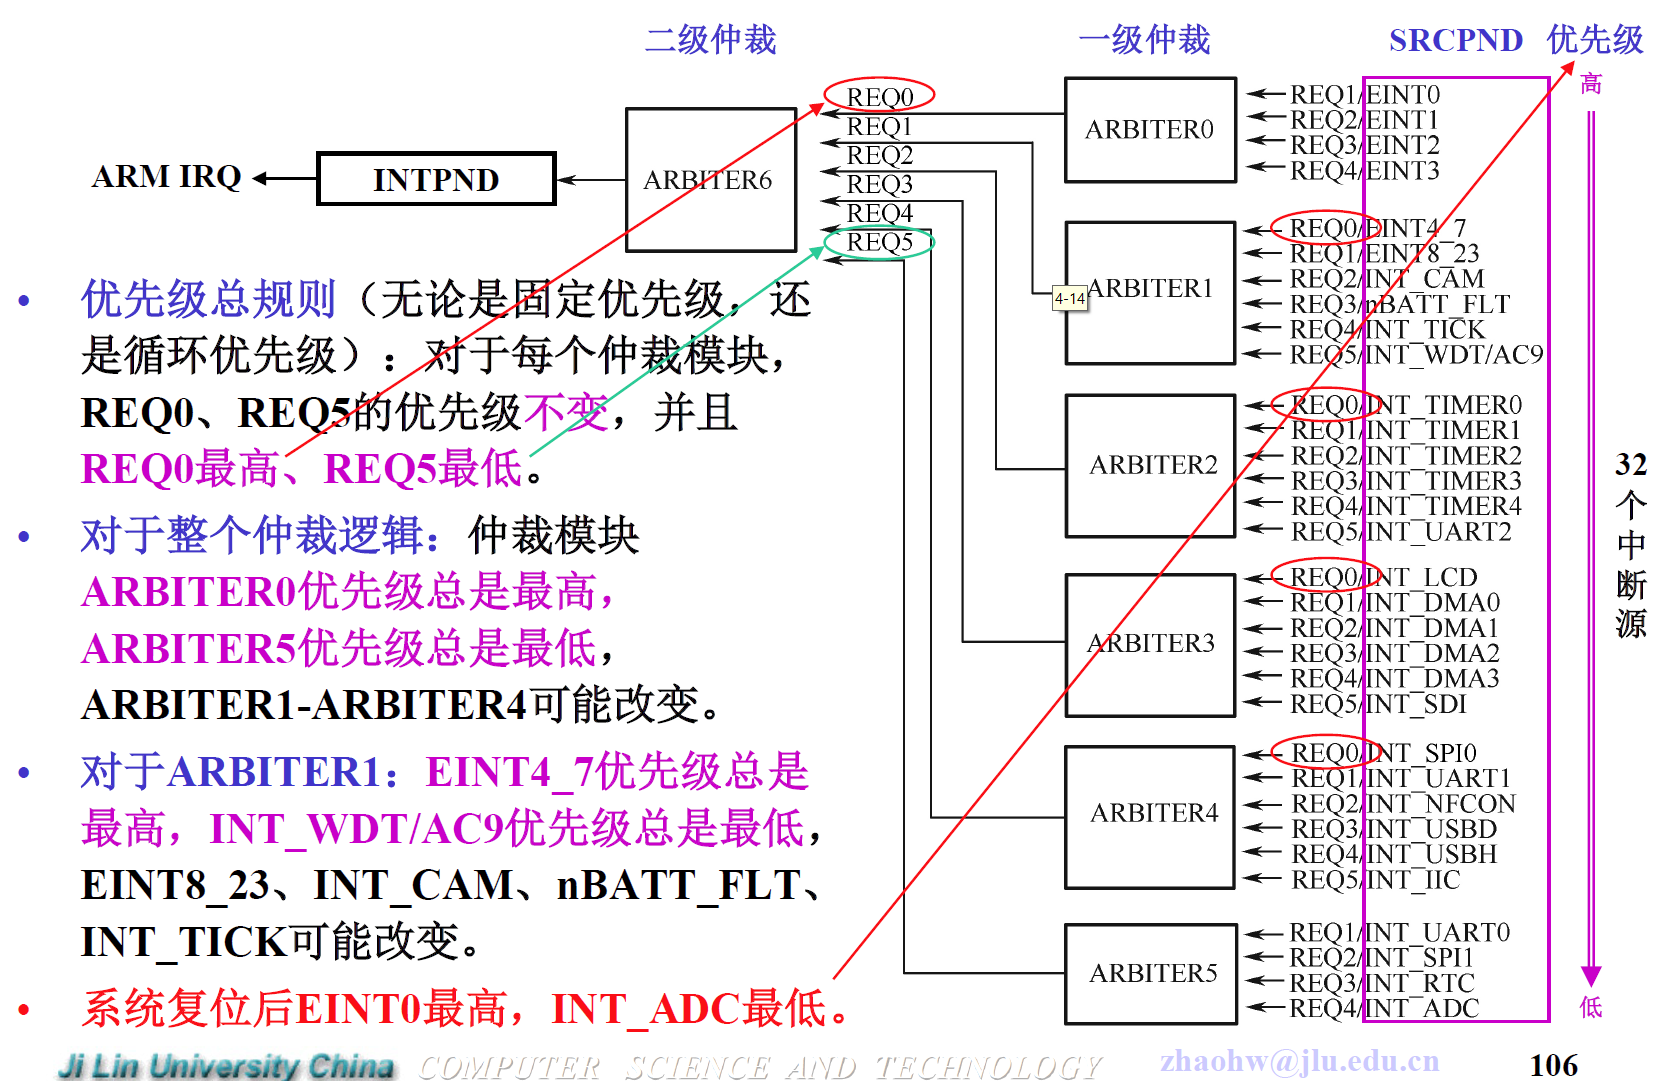 二级仲裁
一级仲裁
SRCPND
优先级
高
ARM IRQ
INTPND
ARBITER6
REQ0
REQ1
REQ2
REQ3
REQ4
REQ5
ARBITER0
REQ1/EINT0
REQ2/EINT1
REQ3/EINT2
REQ4/EINT3
ARBITER1
4-14
REQ0/EINT4_7
REQ1/EINT8_23
REQ2/INT_CAM
REQ3/nBATT_FLT
REQ4/INT_TICK
REQ5/INT_WDT/AC9
ARBITER2
REQ0/INT_TIMER0
REQ1/INT_TIMER1
REQ2/INT_TIMER2
REQ3/INT_TIMER3
REQ4/INT_TIMER4
REQ5/INT_UART2
ARBITER3
REQ0/INT_LCD
REQ1/INT_DMA0
REQ2/INT_DMA1
REQ3/INT_DMA2
REQ4/INT_DMA3
REQ5/INT_SDI
ARBITER4
REQ0/INT_SPI0
REQ1/INT_UART1
REQ2/INT_NFCON
REQ3/INT_USBD
REQ4/INT_USBH
REQ5/INT_IIC
ARBITER5
REQ1/INT_UART0
REQ2/INT_SPI1
REQ3/INT_RTC
REQ4/INT_ADC
32
个
中
断
源
低
• 优先级总规则（无论是固定优先级，还
是循环优先级）：对于每个仲裁模块，
REQ0、REQ5的优先级不变，并且
REQ0最高、REQ5最低。
• 对于整个仲裁逻辑：仲裁模块
ARBITER0优先级总是最高，
ARBITER5优先级总是最低，
ARBITER1-ARBITER4可能改变。
• 对于ARBITER1：EINT4_7优先级总是
最高，INT_WDT/AC9优先级总是最低，
EINT8_23、INT_CAM、nBATT_FLT、
INT_TICK可能改变。
• 系统复位后EINT0最高，INT_ADC最低。
Ji Lin University China
COMPUTER SCIENCE AND TECHNOLOGY
zhaohw@jlu.edu.cn
106